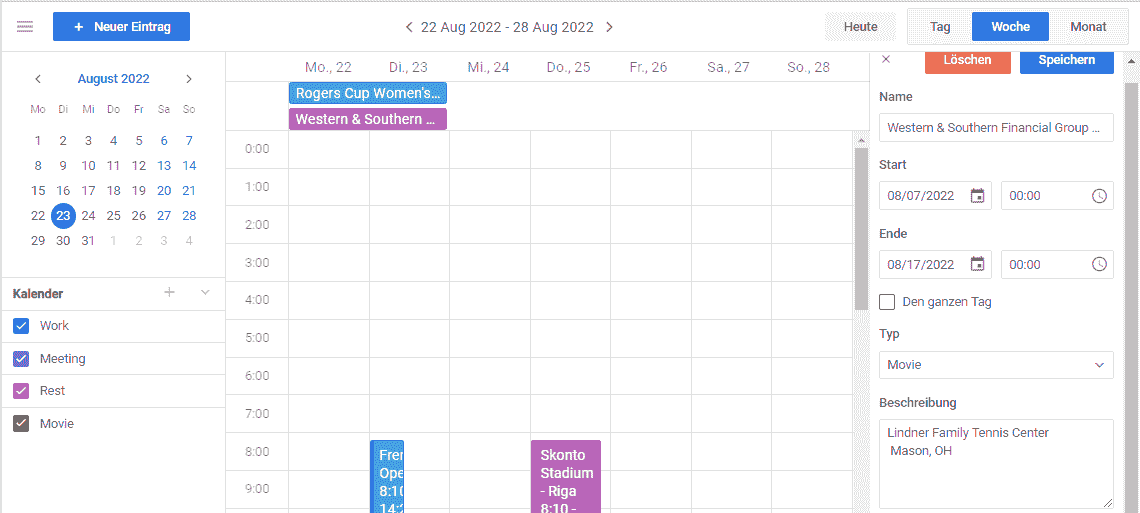 + Neuer Eintrag
22 Aug 2022 - 28 Aug 2022
Heute
Tag
Woche
Monat
August 2022
Mo Di Mi Do Fr Sa So
1 2 3 4 5 6 7
8 9 10 11 12 13 14
15 16 17 18 19 20 21
22 23 24 25 26 27 28
29 30 31 1 2 3 4
Kalender
Work
Meeting
Rest
Movie
Mo., 22 Di., 23 Mi., 24 Do., 25 Fr., 26 Sa., 27 So., 28
Rogers Cup Women's...
Western & Southern ...
0:00
1:00
2:00
3:00
4:00
5:00
6:00
7:00
8:00
9:00
Skonto
Stadium
- Riga
8:10 -
Löschen
Speichern
Name
Western & Southern Financial Group ...
Start
08/07/2022 00:00
Ende
08/17/2022 00:00
Den ganzen Tag
Typ
Movie
Beschreibung
Lindner Family Tennis Center
Mason, OH